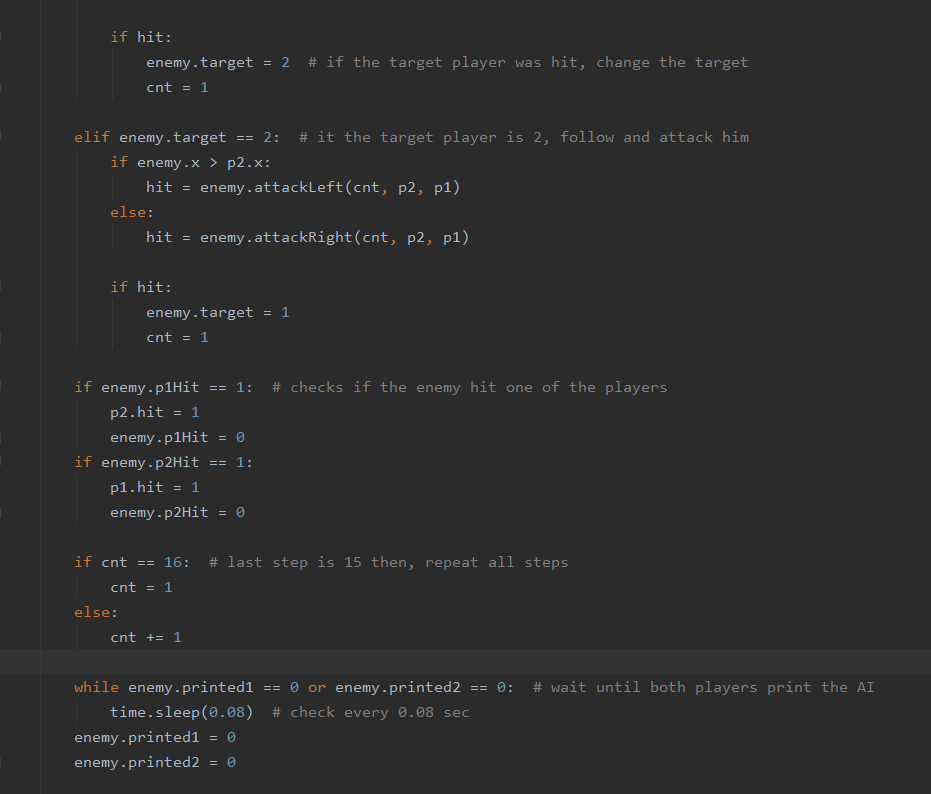 if hit:
enemy.target = 2  # if the target player was hit, change the target
cnt = 1
elif enemy.target == 2:  # it the target player is 2, follow and attack him
if enemy.x > p2.x:
hit = enemy.attackLeft(cnt, p2, p1)
else:
hit = enemy.attackRight(cnt, p2, p1)
if hit:
enemy.target = 1
cnt = 1
if enemy.p1Hit == 1:  # checks if the enemy hit one of the players
p2.hit = 1
enemy.p1Hit = 0
if enemy.p2Hit == 1:
p1.hit = 1
enemy.p2Hit = 0
if cnt == 16:  # last step is 15 then, repeat all steps
cnt = 1
else:
cnt += 1
while enemy.printed1 == 0 or enemy.printed2 == 0:  # wait until both players print the AI
time.sleep(0.08)  # check every 0.08 sec
enemy.printed1 = 0
enemy.printed2 = 0